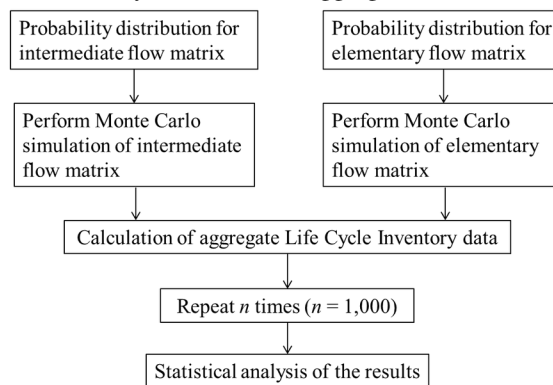 Probability distribution for
intermediate flow matrix
Probability distribution for
elementary flow matrix
Perform Monte Carlo
simulation of intermediate
flow matrix
Perform Monte Carlo
simulation of elementary
flow matrix
Calculation of aggregate Life Cycle Inventory data
Repeat n times (n = 1,000)
Statistical analysis of the results